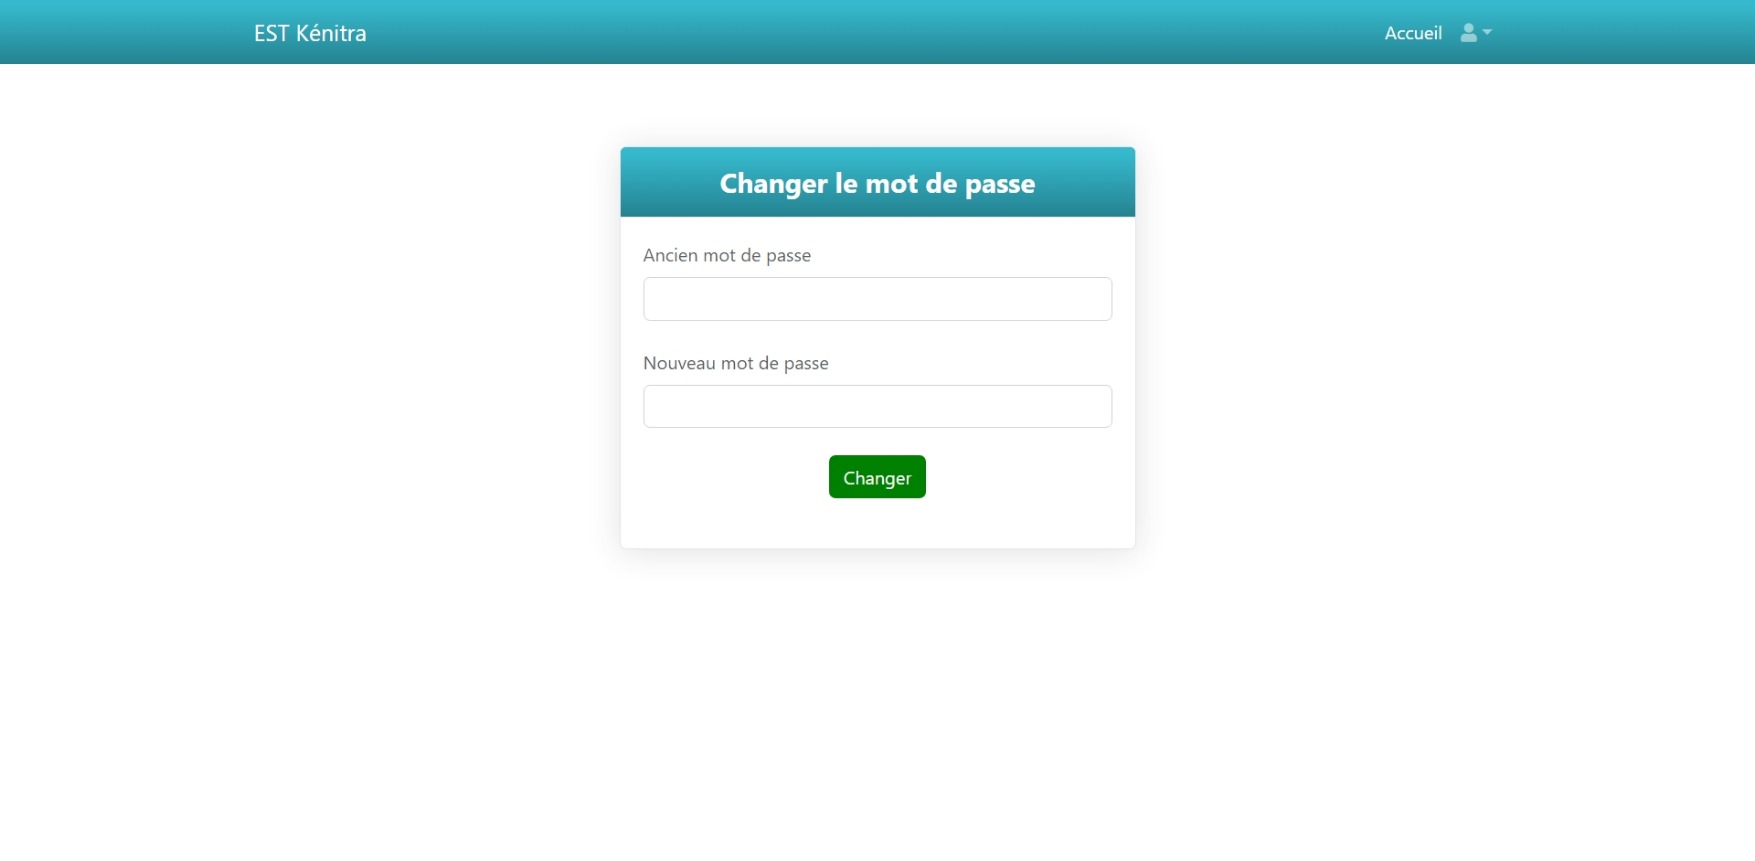 EST Kénitra
Accueil
Changer le mot de passe
Ancien mot de passe
Nouveau mot de passe
Changer